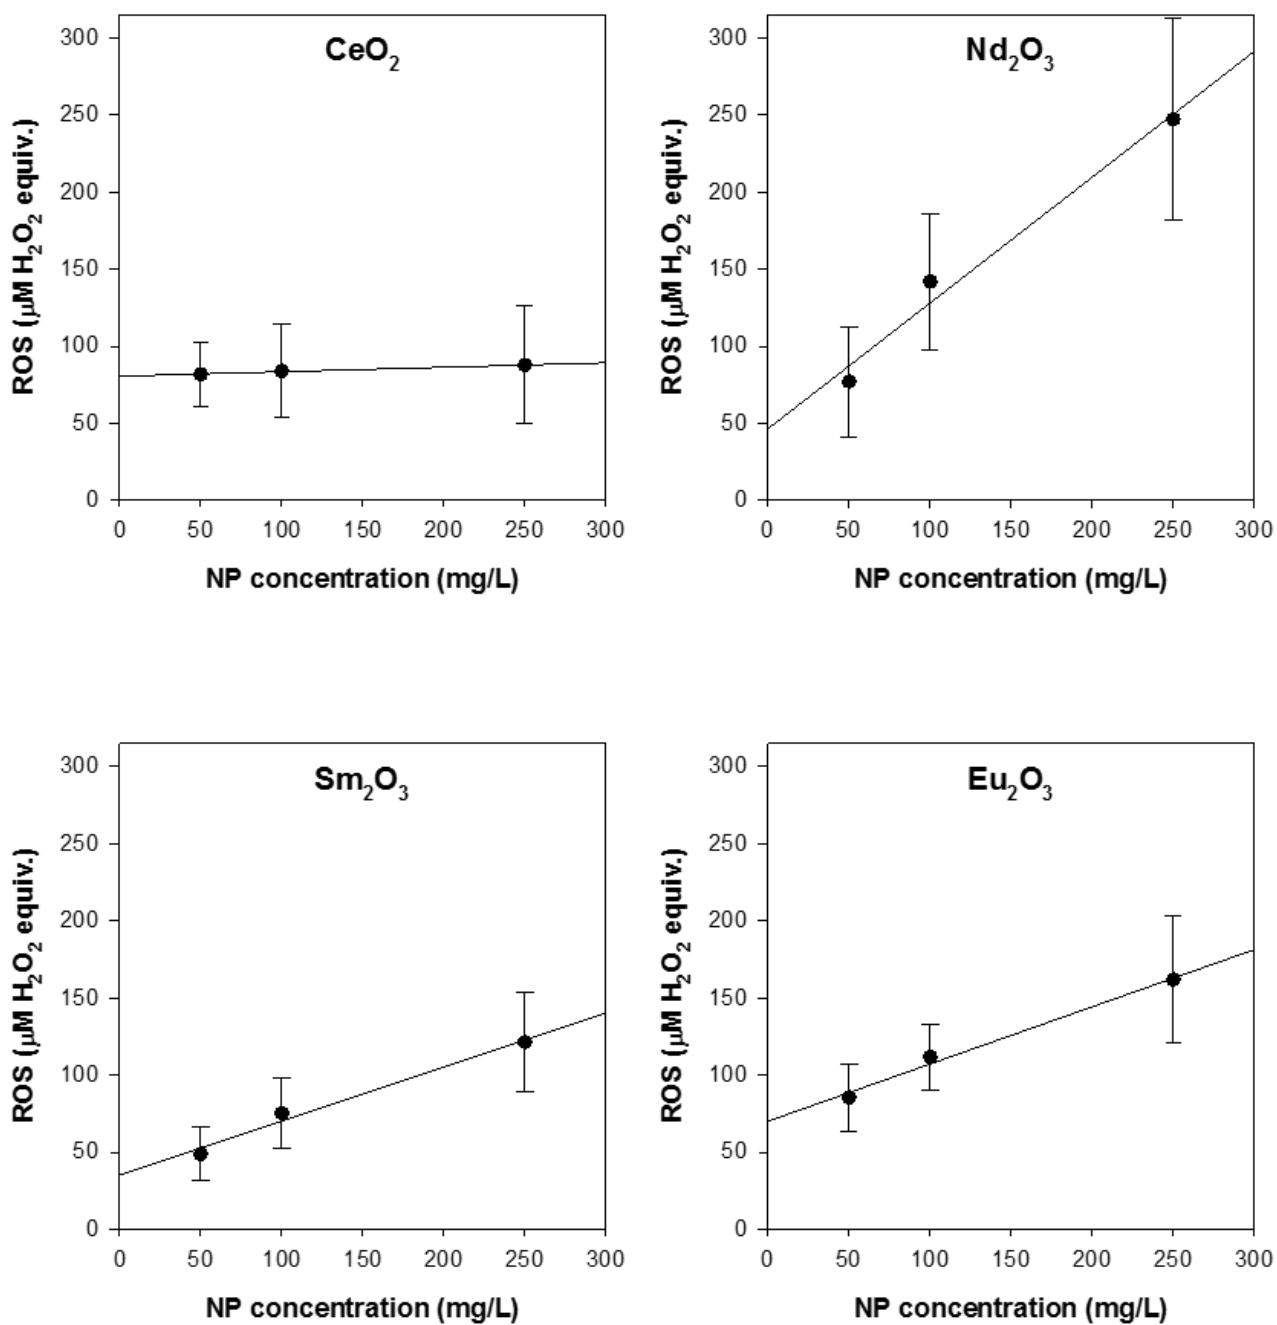 CeO₂
ROS (μM H₂O₂ equiv.)
300
250
200
150
100
50
0
0 50 100 150 200 250 300
NP concentration (mg/L)
Nd₂O₃
ROS (μM H₂O₂ equiv.)
300
250
200
150
100
50
0
0 50 100 150 200 250 300
NP concentration (mg/L)
Sm₂O₃
ROS (μM H₂O₂ equiv.)
300
250
200
150
100
50
0
0 50 100 150 200 250 300
NP concentration (mg/L)
Eu₂O₃
ROS (μM H₂O₂ equiv.)
300
250
200
150
100
50
0
0 50 100 150 200 250 300
NP concentration (mg/L)